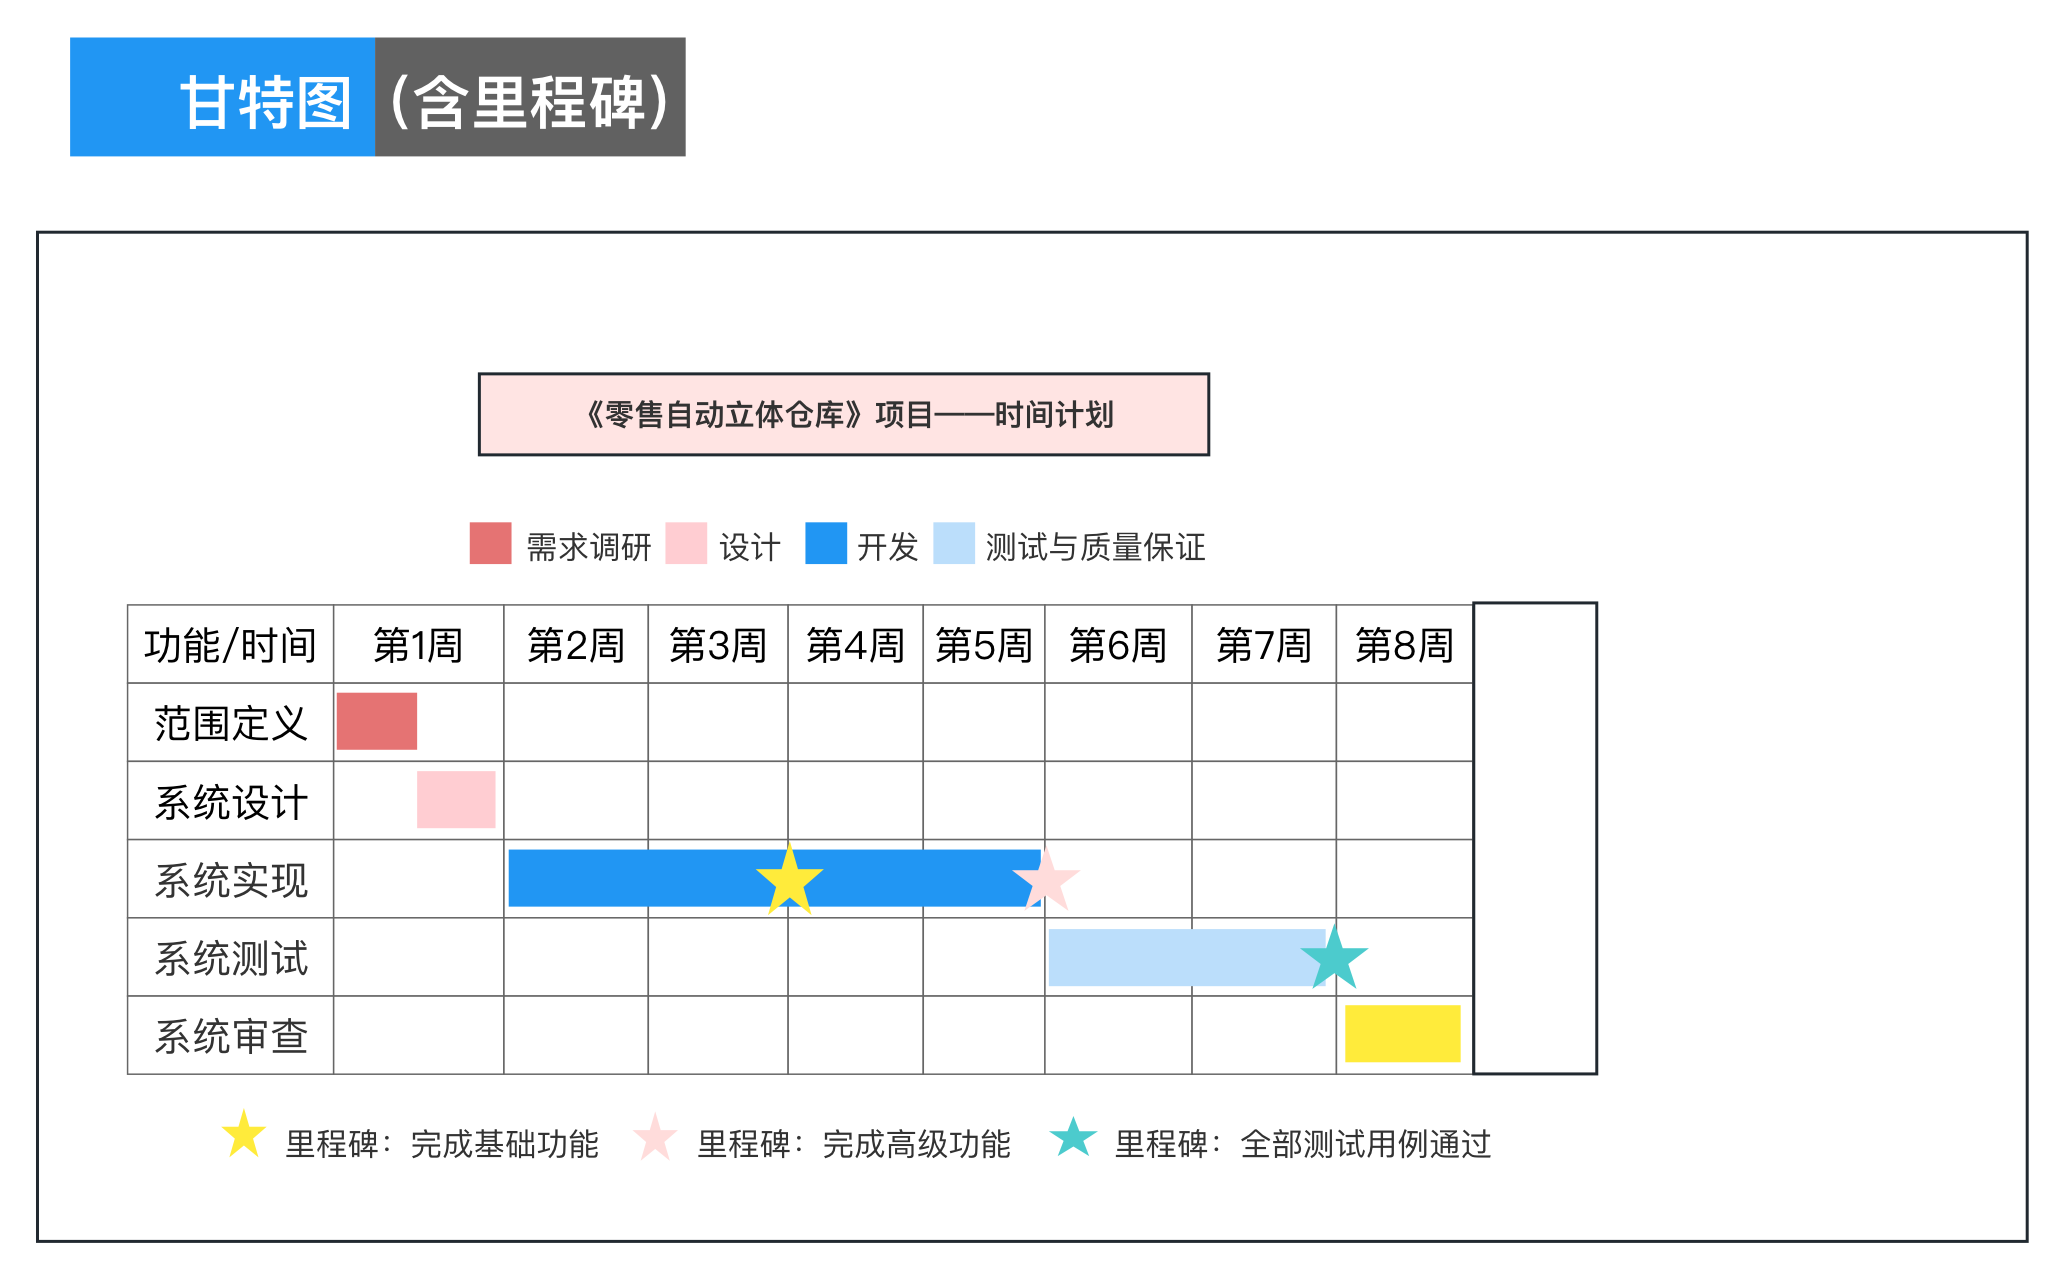 甘特图（含里程碑）
《零售自动立体仓库》项目——时间计划
需求调研 设计 开发 测试与质量保证
功能/时间 第1周 第2周 第3周 第4周 第5周 第6周 第7周 第8周
范围定义
系统设计
系统实现
系统测试
系统审查
里程碑：完成基础功能 里程碑：完成高级功能 里程碑：全部测试用例通过